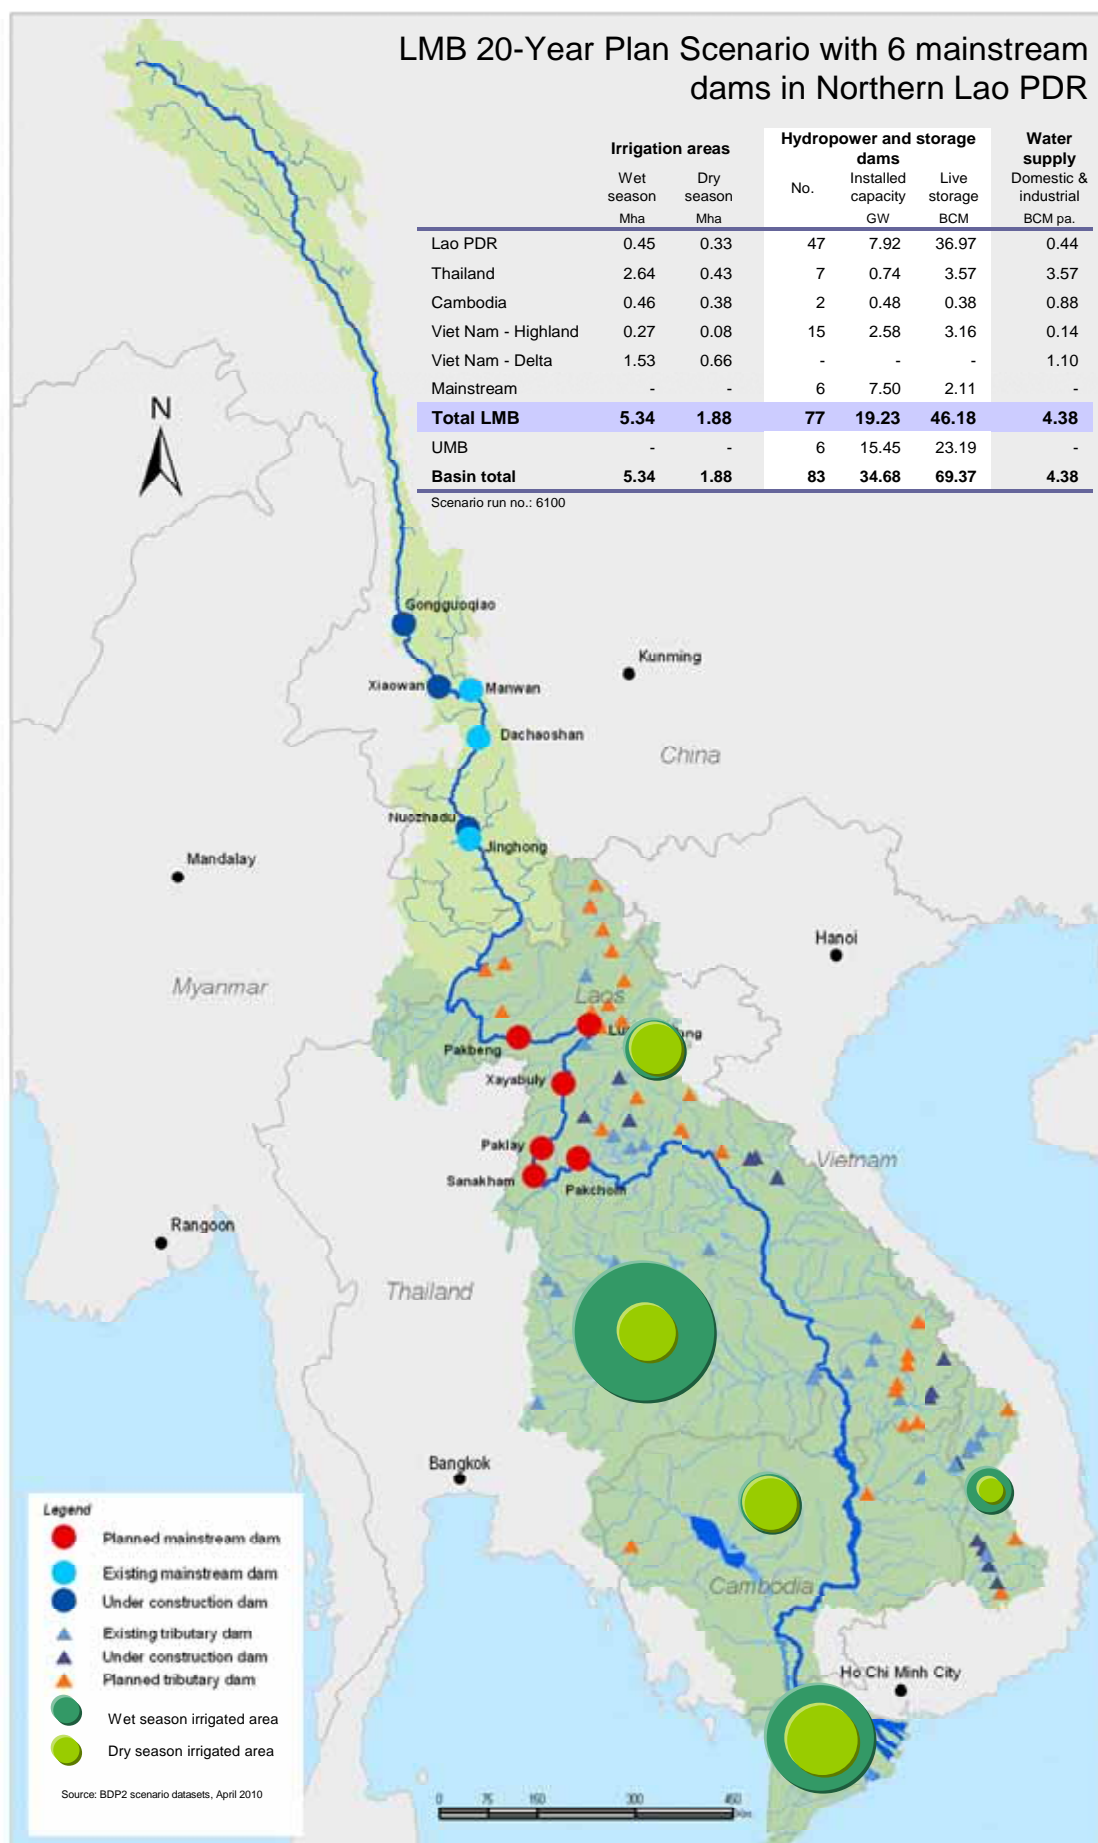 LMB 20-Year Plan Scenario with 6 mainstream
dams in Northern Lao PDR
Irrigation areas Hydropower and storage dams Water supply
Wet season Dry season No. Installed capacity Live storage Domestic & industrial
Mha Mha GW BCM BCM pa.
Lao PDR 0.45 0.33 47 7.92 36.97 0.44
Thailand 2.64 0.43 7 0.74 3.57 3.57
Cambodia 0.46 0.38 2 0.48 0.38 0.88
Viet Nam - Highland 0.27 0.08 15 2.58 3.16 0.14
Viet Nam - Delta 1.53 0.66 - - - 1.10
Mainstream - - 6 7.50 2.11 -
Total LMB 5.34 1.88 77 19.23 46.18 4.38
UMB - - 6 15.45 23.19 -
Basin total 5.34 1.88 83 34.68 69.37 4.38
Scenario run no.: 6100
N
Gongguoqiao
Kunming
Xiaowan
Manwan
Dachaoshan
China
Nuozhadu
Jinghong
Mandalay
Hanoi
Myanmar
Laos
Pakbeng
Xayabuly
Paklay
Vietnam
Sanakham
Pakchom
Rangoon
Thailand
Bangkok
Cambodia
Ho Chi Minh City
Legend
Planned mainstream dam
Existing mainstream dam
Under construction dam
Existing tributary dam
Under construction dam
Planned tributary dam
Wet season irrigated area
Dry season irrigated area
Source: BDP2 scenario datasets, April 2010
0 75 150 300 450